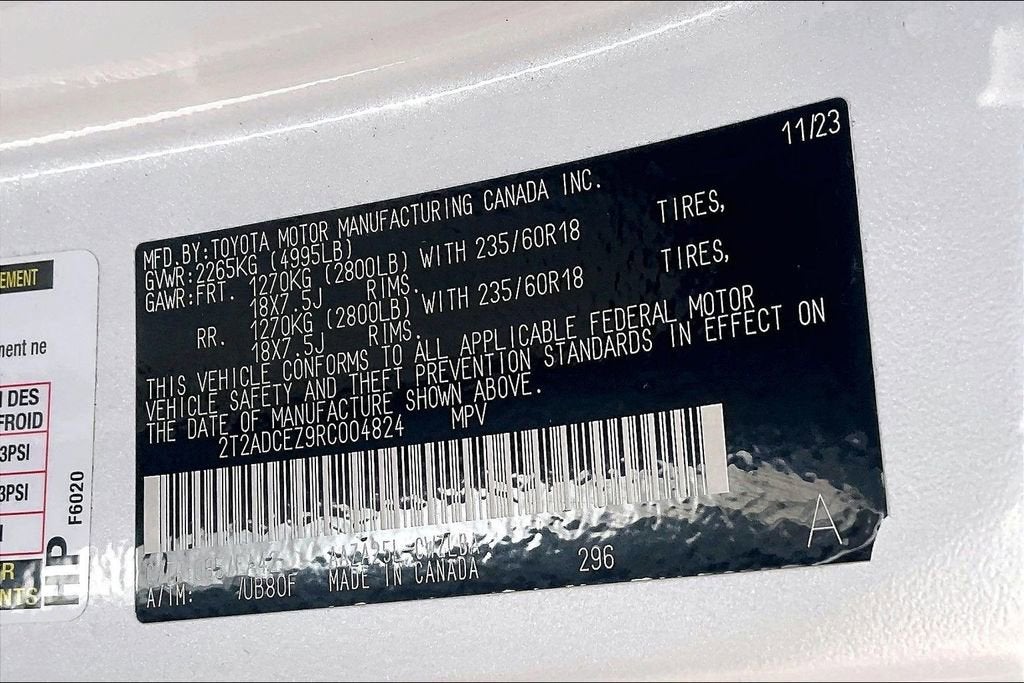 11/23
MFD.BY:TOYOTA MOTOR MANUFACTURING CANADA INC.
GVWR:2265KG (4995LB)
GAWR:FRT. 1270KG (2800LB) WITH 235/60R18 TIRES,
18X7.5J RIMS.
RR. 1270KG (2800LB) WITH 235/60R18 TIRES,
18X7.5J RIMS.
THIS VEHICLE CONFORMS TO ALL APPLICABLE FEDERAL MOTOR
VEHICLE SAFETY AND THEFT PREVENTION STANDARDS IN EFFECT ON
THE DATE OF MANUFACTURE SHOWN ABOVE.
2T2ADCEZ9RC004824 MPV
A/TM: /UB80F MADE IN CANADA 296
A
EMENT
ment ne
DES
FROID
3PSI
3PSI
F6020
R
NTS